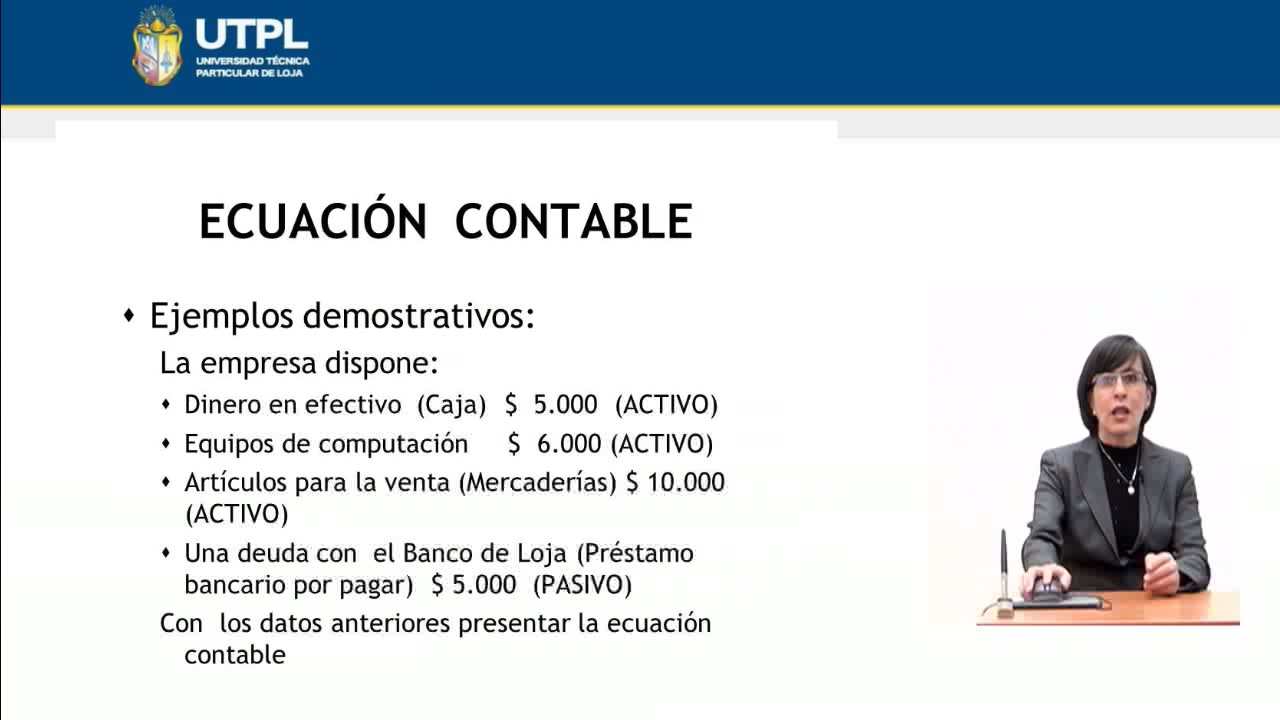 UTPL
UNIVERSIDAD TÉCNICA
PARTICULAR DE LOJA
ECUACIÓN CONTABLE
Ejemplos demostrativos:
La empresa dispone:
Dinero en efectivo (Caja) $ 5.000 (ACTIVO)
Equipos de computación $ 6.000 (ACTIVO)
Artículos para la venta (Mercaderías) $ 10.000
(ACTIVO)
Una deuda con el Banco de Loja (Préstamo
bancario por pagar) $ 5.000 (PASIVO)
Con los datos anteriores presentar la ecuación
contable